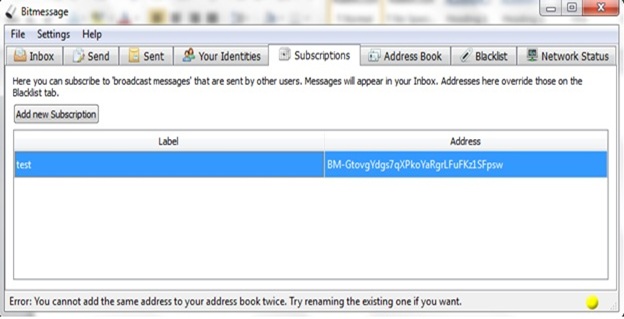 Bitmessage
File Settings Help
Inbox Send Sent Your Identities Subscriptions Address Book Blacklist Network Status
Here you can subscribe to 'broadcast messages' that are sent by other users. Messages will appear in your Inbox. Addresses here override those on the
Blacklist tab.
Add new Subscription
Label Address
test BM-GtovgYdgs7qXPkoYaRgrLFuFKz1SFpsw
Error: You cannot add the same address to your address book twice. Try renaming the existing one if you want.